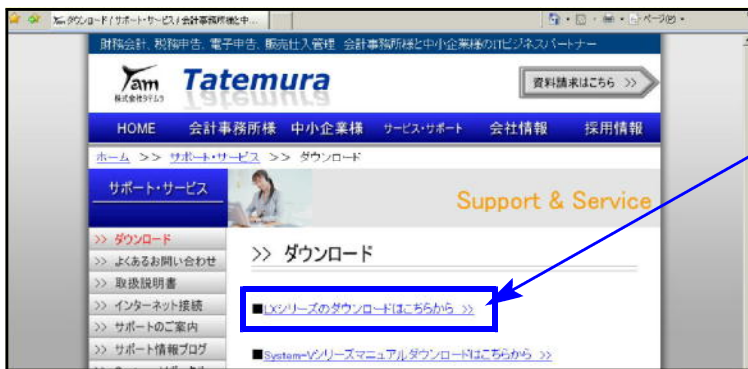 ダウンロード/サポート・サービス/会計事務所様と中...
ページ(P)
財務会計、税務申告、電子申告、販売仕入管理 会計事務所様と中小企業様のITビジネスパートナー
Yam
株式会社タテムラ
Tatemura
資料請求はこちら >>
HOME 会計事務所様 中小企業様 サービス・サポート 会社情報 採用情報
ホーム >> サポート・サービス >> ダウンロード
サポート・サービス
Support & Service
>> ダウンロード
>> よくあるお問い合わせ
>> 取扱説明書
>> インターネット接続
>> サポートのご案内
>> サポート情報ブログ
>> ダウンロード
■LXシリーズのダウンロードはこちらから >>
■System-Vシリーズマニュアルダウンロードはこちらから >>